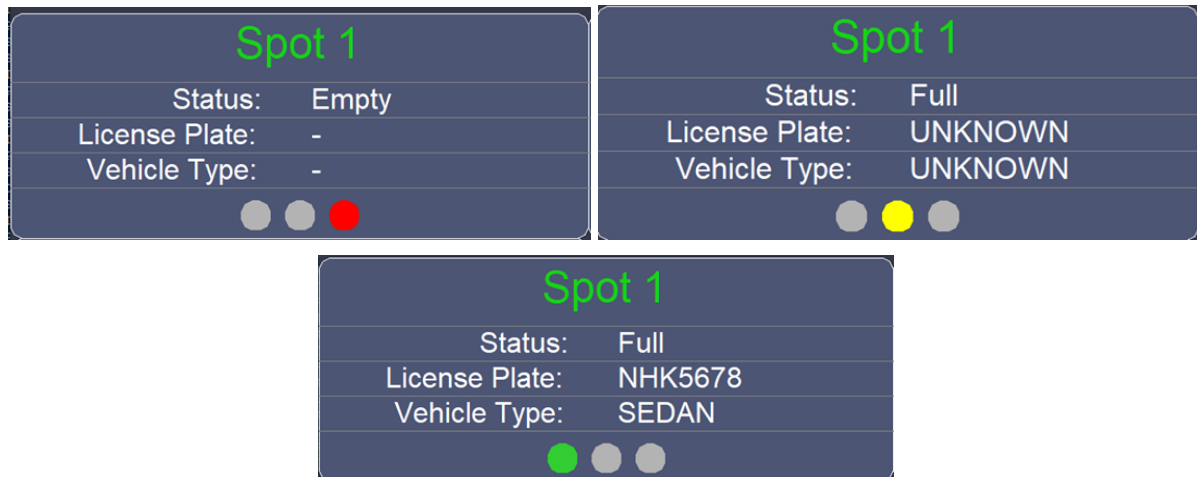 Spot 1
Status: Empty
License Plate: -
Vehicle Type: -
Spot 1
Status: Full
License Plate: UNKNOWN
Vehicle Type: UNKNOWN
Spot 1
Status: Full
License Plate: NHK5678
Vehicle Type: SEDAN